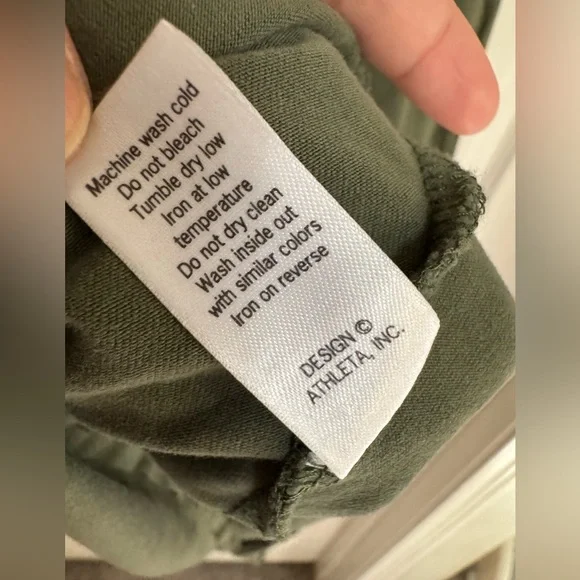 Machine wash cold
Do not bleach
Tumble dry low
Iron at low
temperature
Do not dry clean
Wash inside out
with similar colors
Iron on reverse
DESIGN ©
ATHLETA, INC.